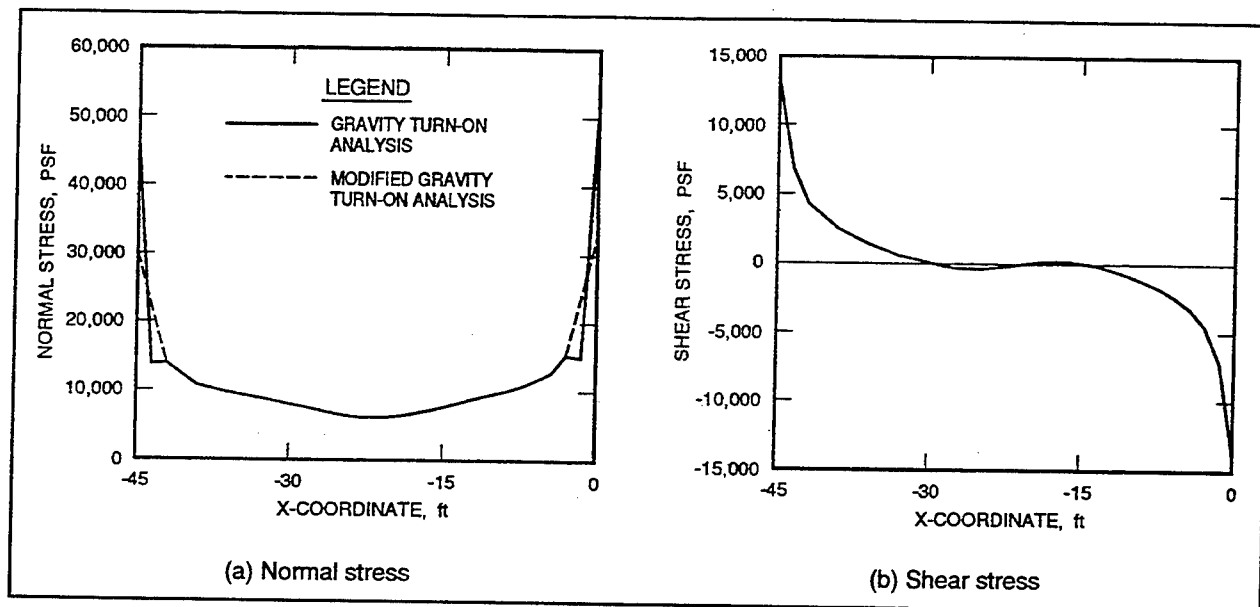 60,000
50,000
40,000
30,000
20,000
10,000
0
NORMAL STRESS, PSF
LEGEND
GRAVITY TURN-ON
ANALYSIS
MODIFIED GRAVITY
TURN-ON ANALYSIS
-45
-30
-15
0
X-COORDINATE, ft
(a) Normal stress
15,000
10,000
5,000
0
-5,000
-10,000
-15,000
SHEAR STRESS, PSF
-45
-30
-15
0
X-COORDINATE, ft
(b) Shear stress